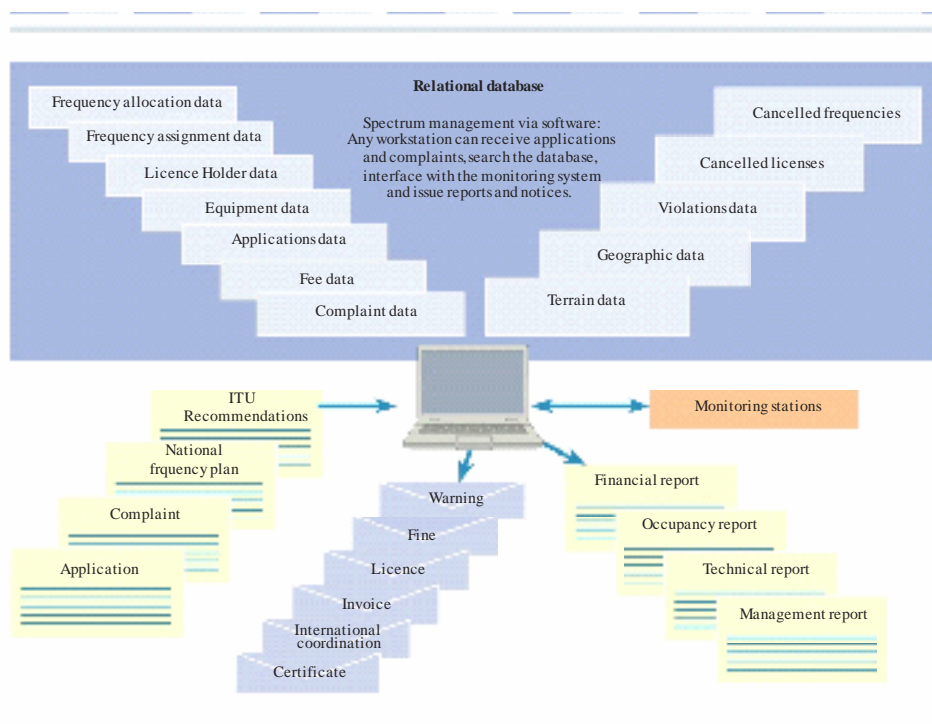 Relational database
Spectrum management via software:
Any workstation can receive applications
and complaints, search the database,
interface with the monitoring system
and issue reports and notices.
Frequency allocation data
Frequency assignment data
Licence Holder data
Equipment data
Applications data
Fee data
Complaint data
Cancelled frequencies
Cancelled licenses
Violations data
Geographic data
Terrain data
ITU
Recommendations
National
frquency plan
Complaint
Application
Monitoring stations
Warning
Fine
Licence
Invoice
International
coordination
Certificate
Financial report
Occupancy report
Technical report
Management report